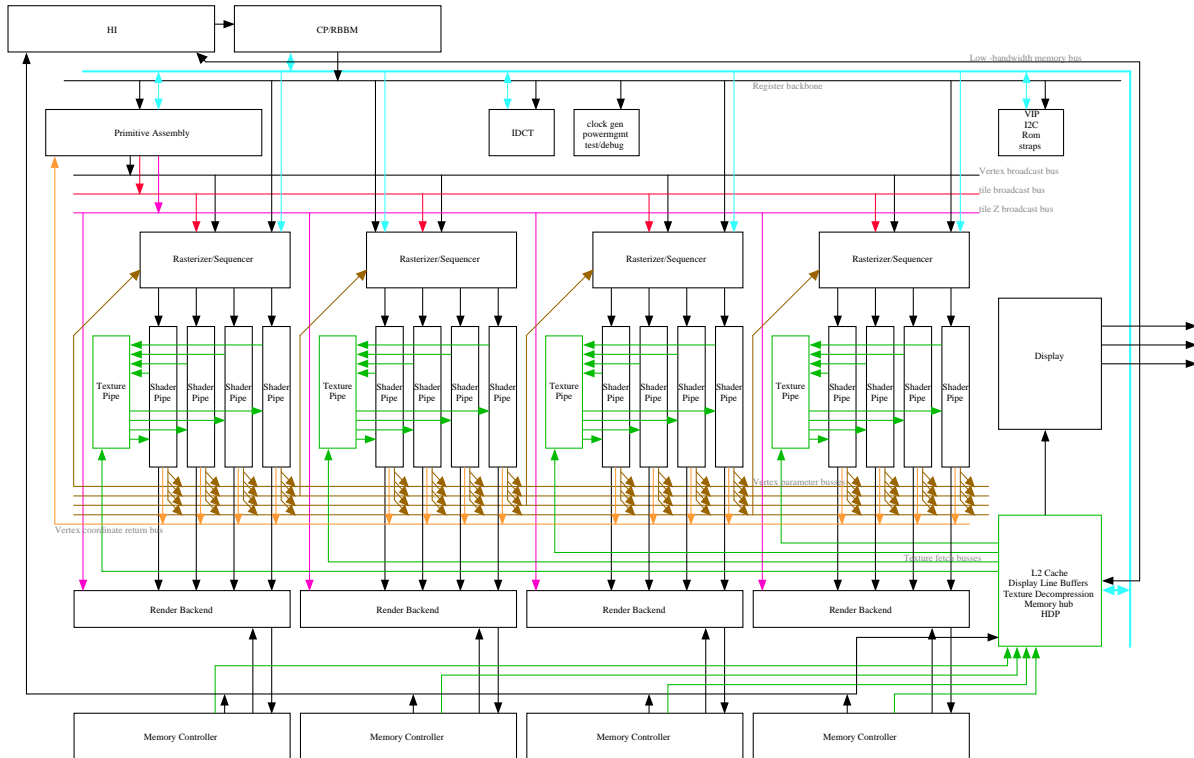 HI
CP/RBBM
Low -bandwidth memory bus
Register backbone
Primitive Assembly
IDCT
clock gen
powermgmt
test/debug
VIP
I2C
Rom
straps
Vertex broadcast bus
tile broadcast bus
tile Z broadcast bus
Rasterizer/Sequencer
Rasterizer/Sequencer
Rasterizer/Sequencer
Rasterizer/Sequencer
Texture
Pipe
Shader
Pipe
Shader
Pipe
Shader
Pipe
Shader
Pipe
Texture
Pipe
Shader
Pipe
Shader
Pipe
Shader
Pipe
Shader
Pipe
Texture
Pipe
Shader
Pipe
Shader
Pipe
Shader
Pipe
Shader
Pipe
Texture
Pipe
Shader
Pipe
Shader
Pipe
Shader
Pipe
Shader
Pipe
Display
Vertex parameter busses
Vertex coordinate return bus
Texture fetch busses
L2 Cache
Display Line Buffers
Texture Decompression
Memory hub
HDP
Render Backend
Render Backend
Render Backend
Render Backend
Memory Controller
Memory Controller
Memory Controller
Memory Controller